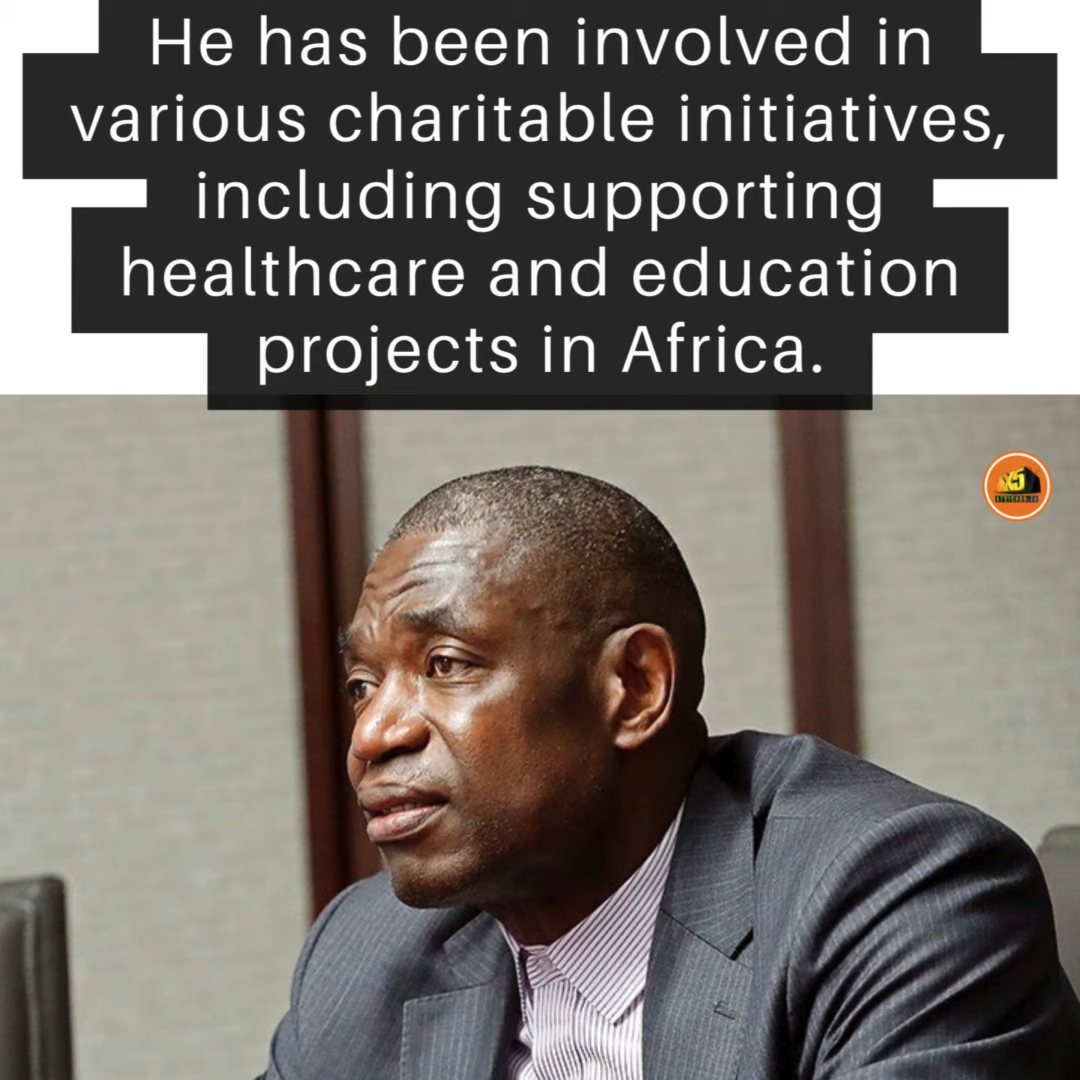 He has been involved in
various charitable initiatives,
including supporting
healthcare and education
projects in Africa.